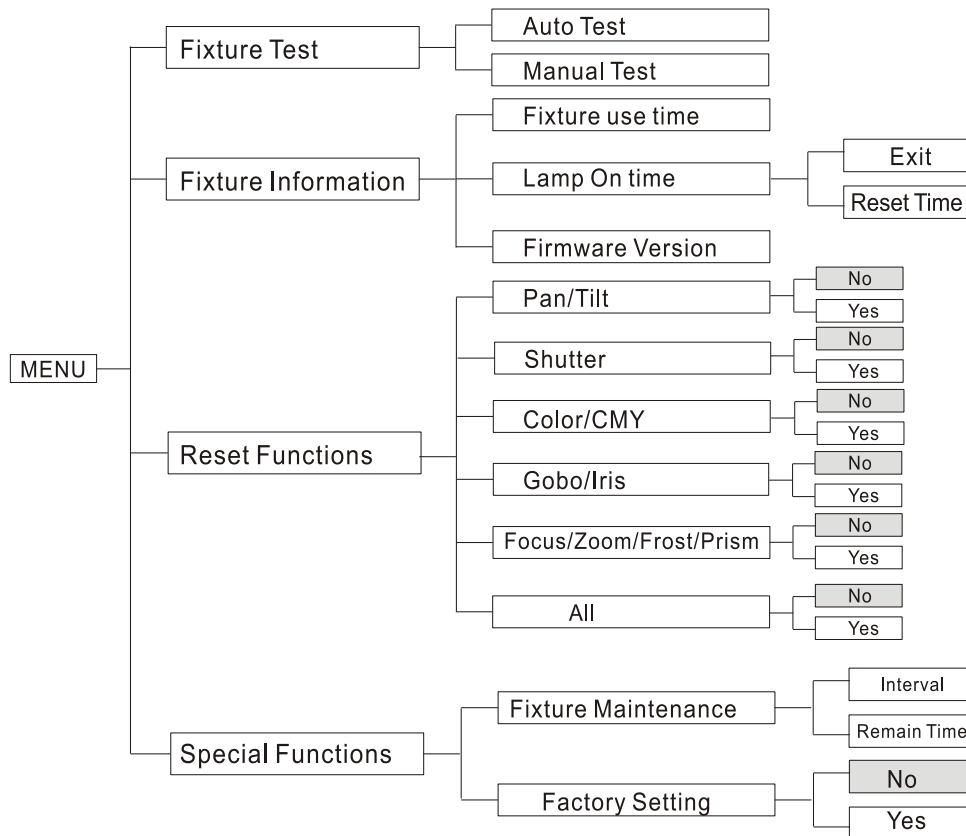 MENU
Fixture Test
Auto Test
Manual Test
Fixture Information
Fixture use time
Lamp On time
Exit
Reset Time
Firmware Version
Reset Functions
Pan/Tilt
No
Yes
Shutter
No
Yes
Color/CMY
No
Yes
Gobo/Iris
No
Yes
Focus/Zoom/Frost/Prism
No
Yes
All
No
Yes
Special Functions
Fixture Maintenance
Interval
Remain Time
Factory Setting
No
Yes